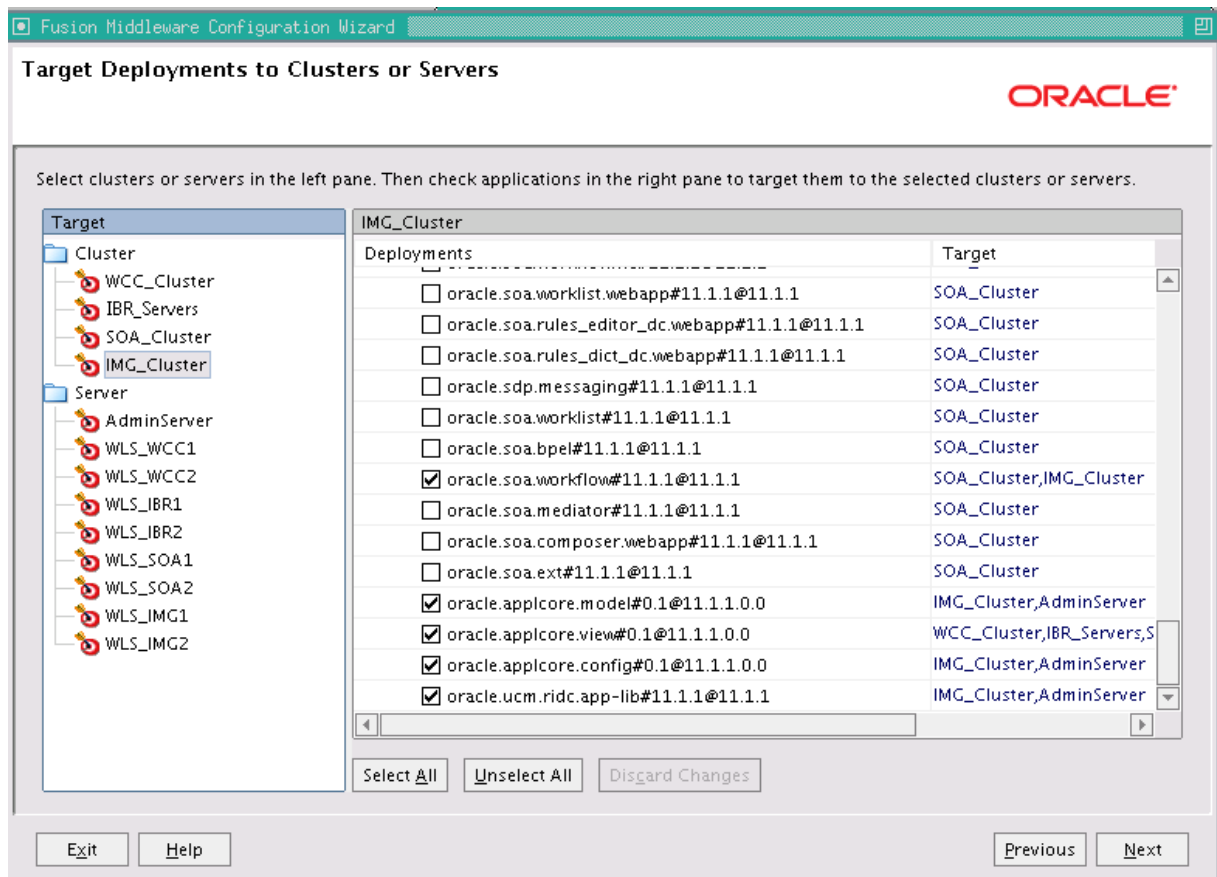 Fusion Middleware Configuration Wizard
Target Deployments to Clusters or Servers
ORACLE
Select clusters or servers in the left pane. Then check applications in the right pane to target them to the selected clusters or servers.
Target
Cluster
WCC_Cluster
IBR_Servers
SOA_Cluster
IMG_Cluster
Server
AdminServer
WLS_WCC1
WLS_WCC2
WLS_IBR1
WLS_IBR2
WLS_SOA1
WLS_SOA2
WLS_IMG1
WLS_IMG2
IMG_Cluster
Deployments Target
oracle.soa.worklist.webapp#11.1.1@11.1.1 SOA_Cluster
oracle.soa.rules_editor_dc.webapp#11.1.1@11.1.1 SOA_Cluster
oracle.soa.rules_dict_dc.webapp#11.1.1@11.1.1 SOA_Cluster
oracle.sdp.messaging#11.1.1@11.1.1 SOA_Cluster
oracle.soa.worklist#11.1.1@11.1.1 SOA_Cluster
oracle.soa.bpel#11.1.1@11.1.1 SOA_Cluster
oracle.soa.workflow#11.1.1@11.1.1 SOA_Cluster,IMG_Cluster
oracle.soa.mediator#11.1.1@11.1.1 SOA_Cluster
oracle.soa.composer.webapp#11.1.1@11.1.1 SOA_Cluster
oracle.soa.ext#11.1.1@11.1.1 SOA_Cluster
oracle.applcore.model#0.1@11.1.1.0.0 IMG_Cluster,AdminServer
oracle.applcore.view#0.1@11.1.1.0.0 WCC_Cluster,IBR_Servers,S
oracle.applcore.config#0.1@11.1.1.0.0 IMG_Cluster,AdminServer
oracle.ucm.ridc.app-lib#11.1.1@11.1.1 IMG_Cluster,AdminServer
Select All Unselect All Discard Changes
Exit Help Previous Next